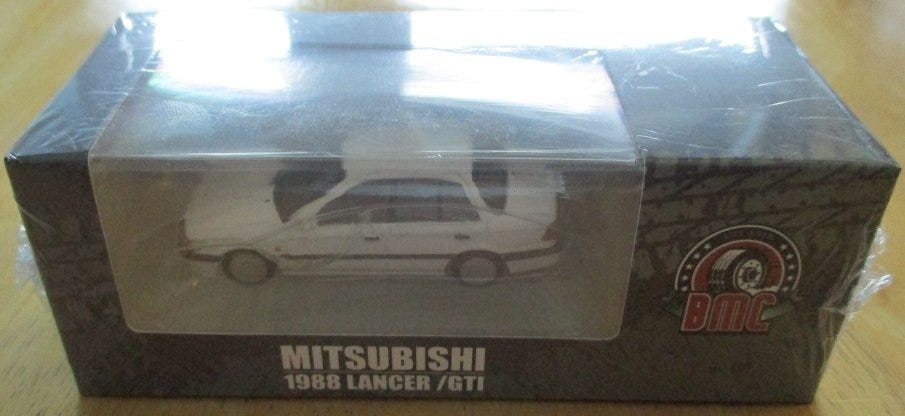 BMC
MITSUBISHI
1988 LANCER /GTI